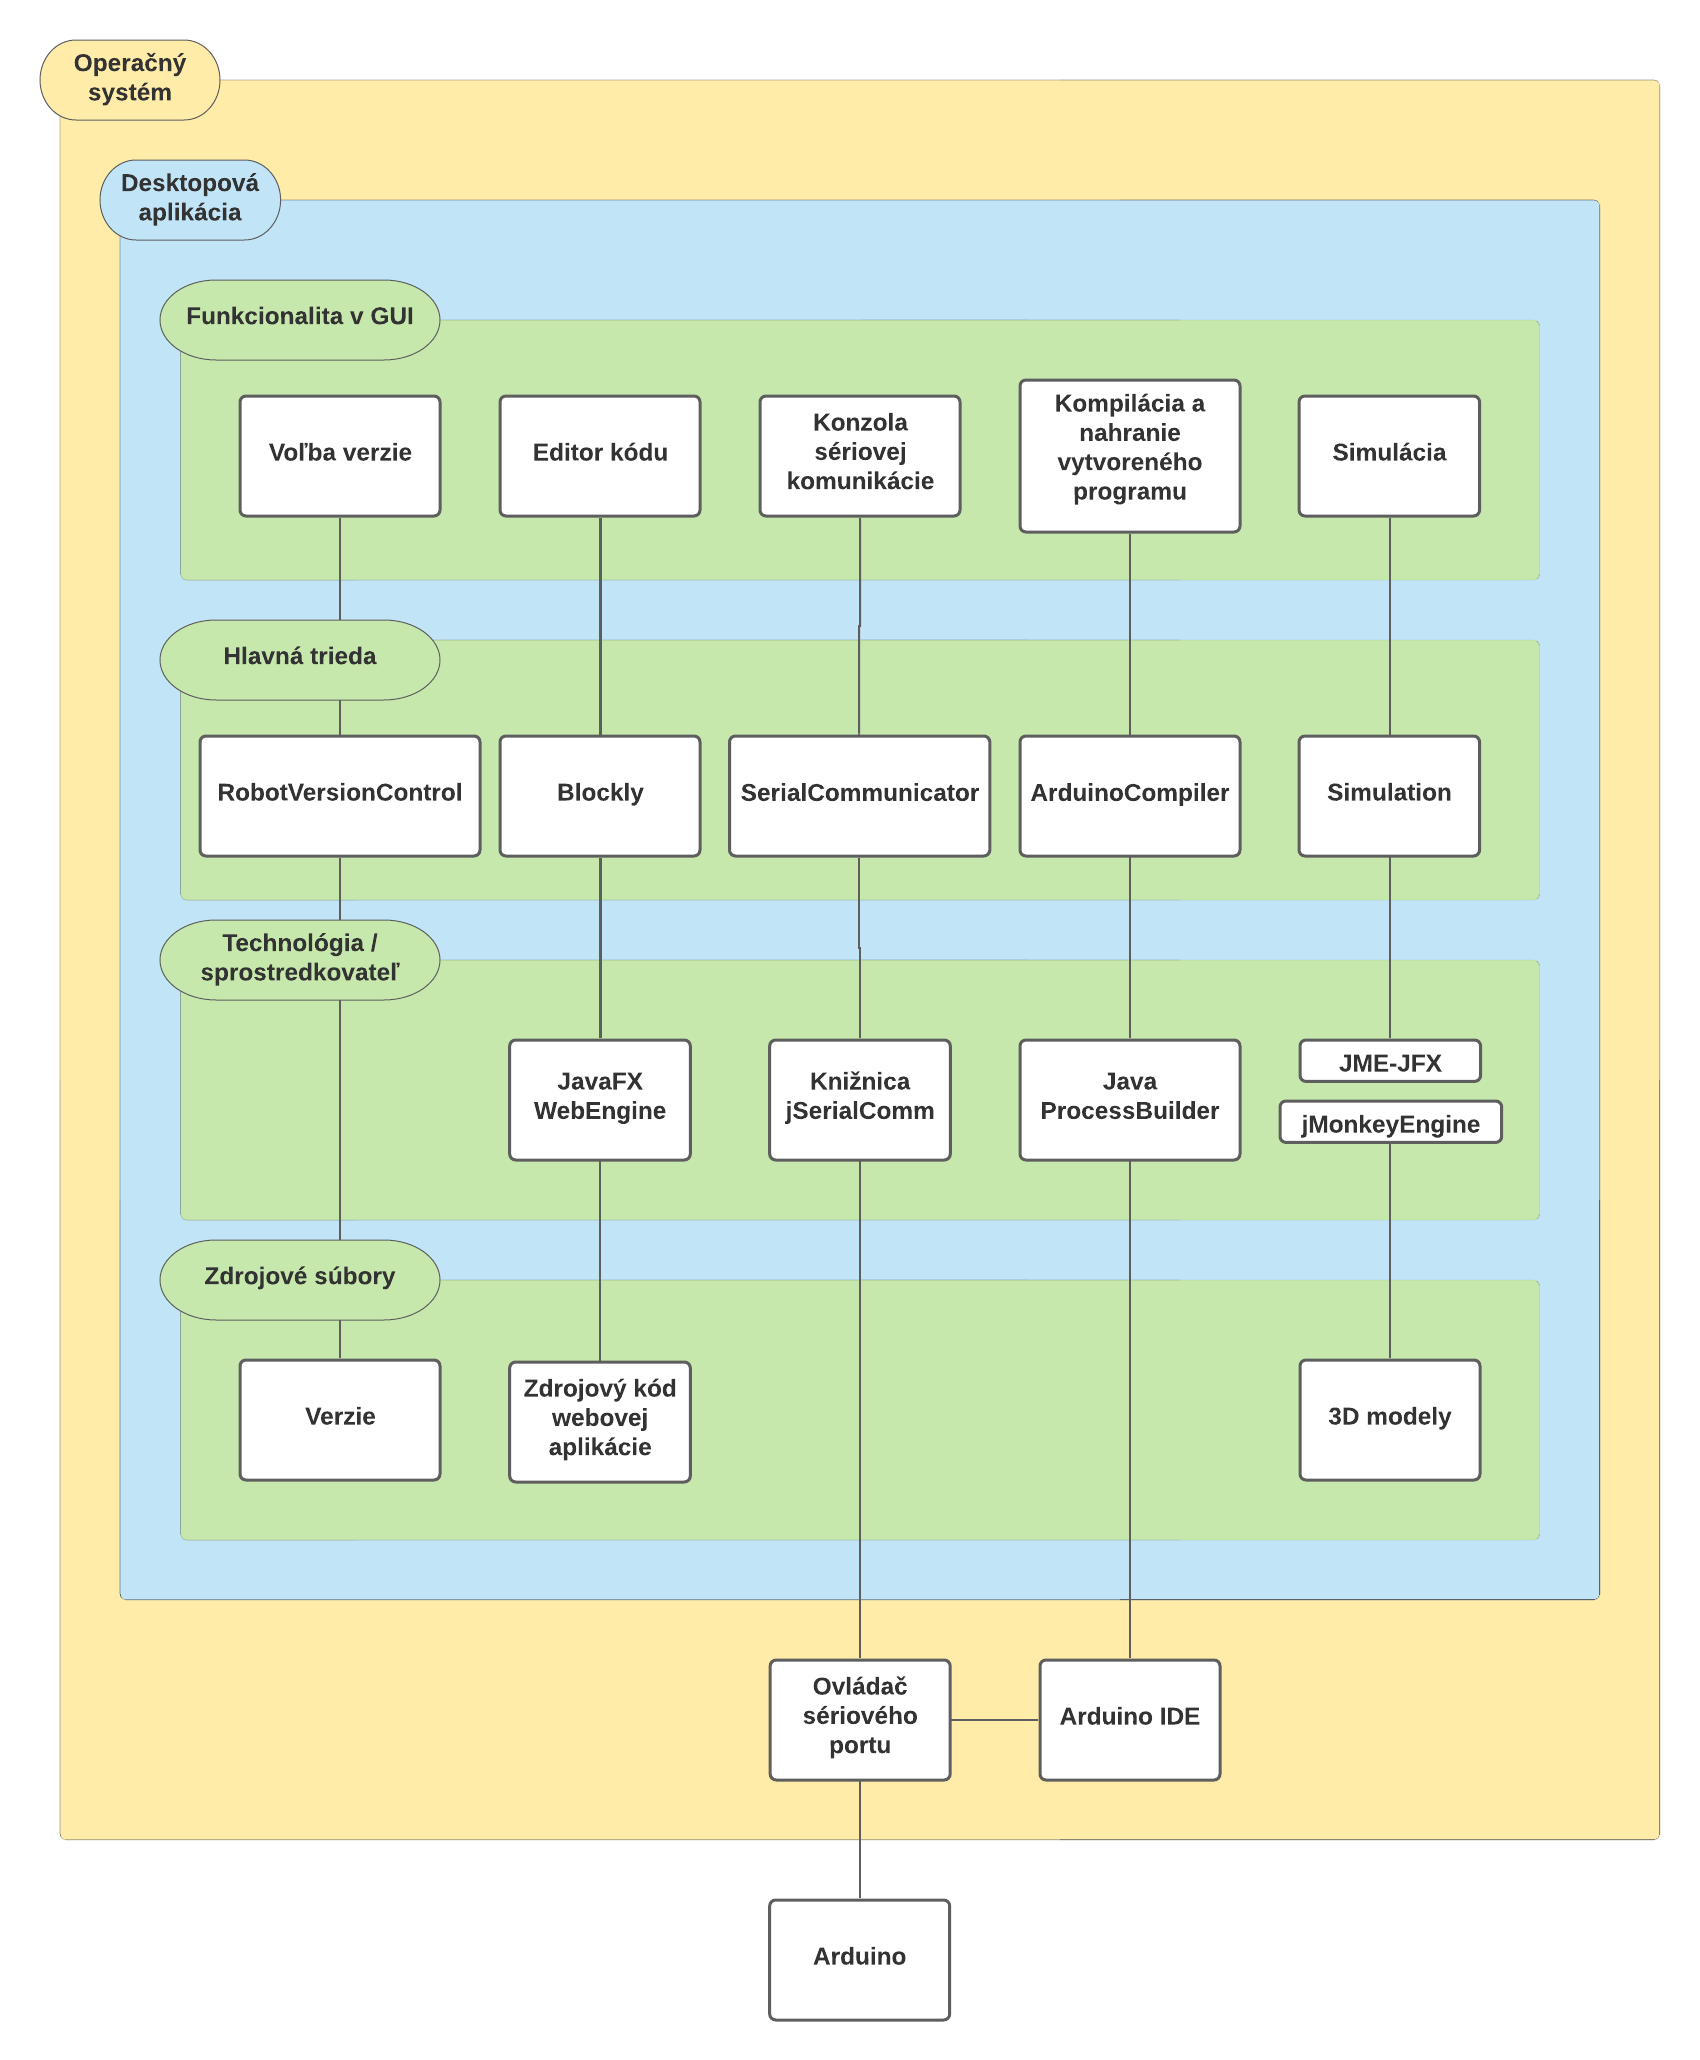 Operačný
systém
Desktopová
aplikácia
Funkcionalita v GUI
Voľba verzie
Editor kódu
Konzola
sériovej
komunikácie
Kompilácia a
nahranie
vytvoreného
programu
Simulácia
Hlavná trieda
RobotVersionControl
Blockly
SerialCommunicator
ArduinoCompiler
Simulation
Technológia /
sprostredkovateľ
JavaFX
WebEngine
Knižnica
jSerialComm
Java
ProcessBuilder
JME-JFX
jMonkeyEngine
Zdrojové súbory
Verzie
Zdrojový kód
webovej
aplikácie
3D modely
Ovládač
sériového
portu
Arduino IDE
Arduino